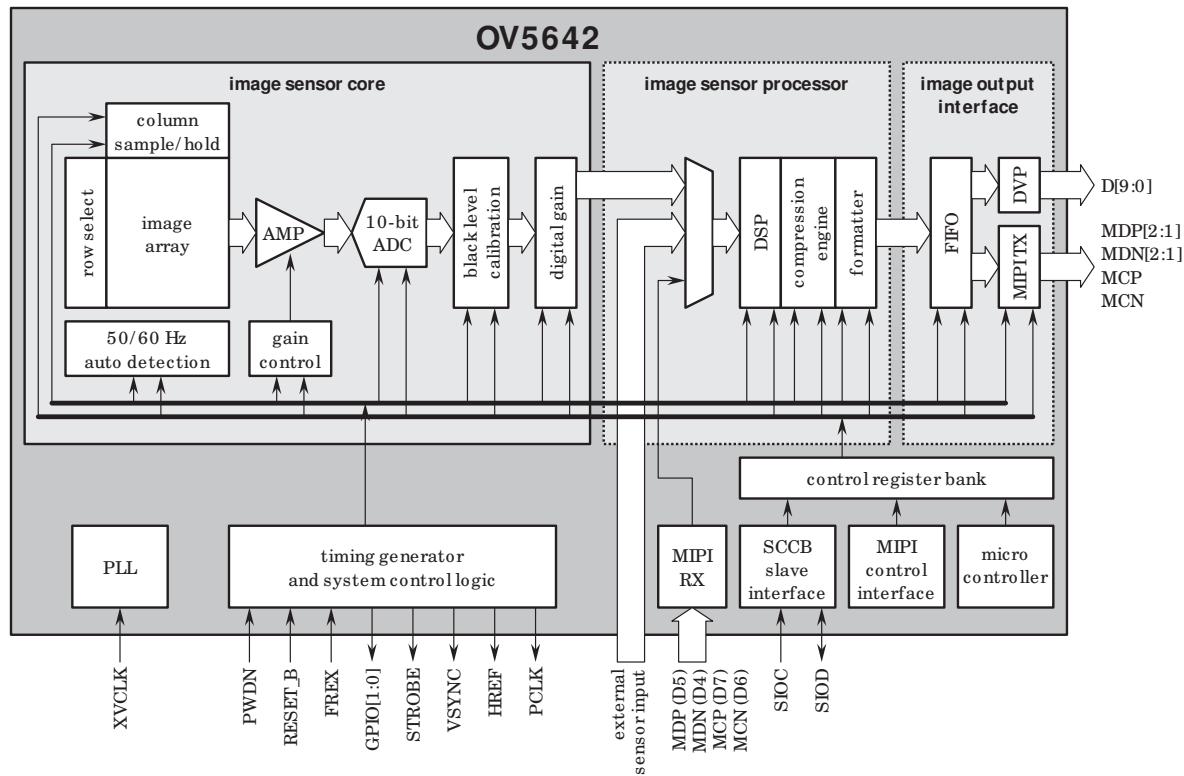 OV5642
image sensor core
image sensor processor
image output
interface
column
sample/hold
row select
image
array
AMP
10-bit
ADC
black level
calibration
digital gain
DSP
compression
engine
formatter
FIFO
DVP
MIPI TX
D[9:0]
MDP[2:1]
MDN[2:1]
MCP
MCN
50/60 Hz
auto detection
gain
control
control register bank
PLL
timing generator
and system control logic
MIPI
RX
SCCB
slave
interface
MIPI
control
interface
micro
controller
XVCLK
PWDN
RESET_B
FREX
GPIO[1:0]
STROBE
VSYNC
HREF
PCLK
external
sensor input
MDP (D5)
MDN (D4)
MCP (D7)
MCN (D6)
SIOC
SIOD